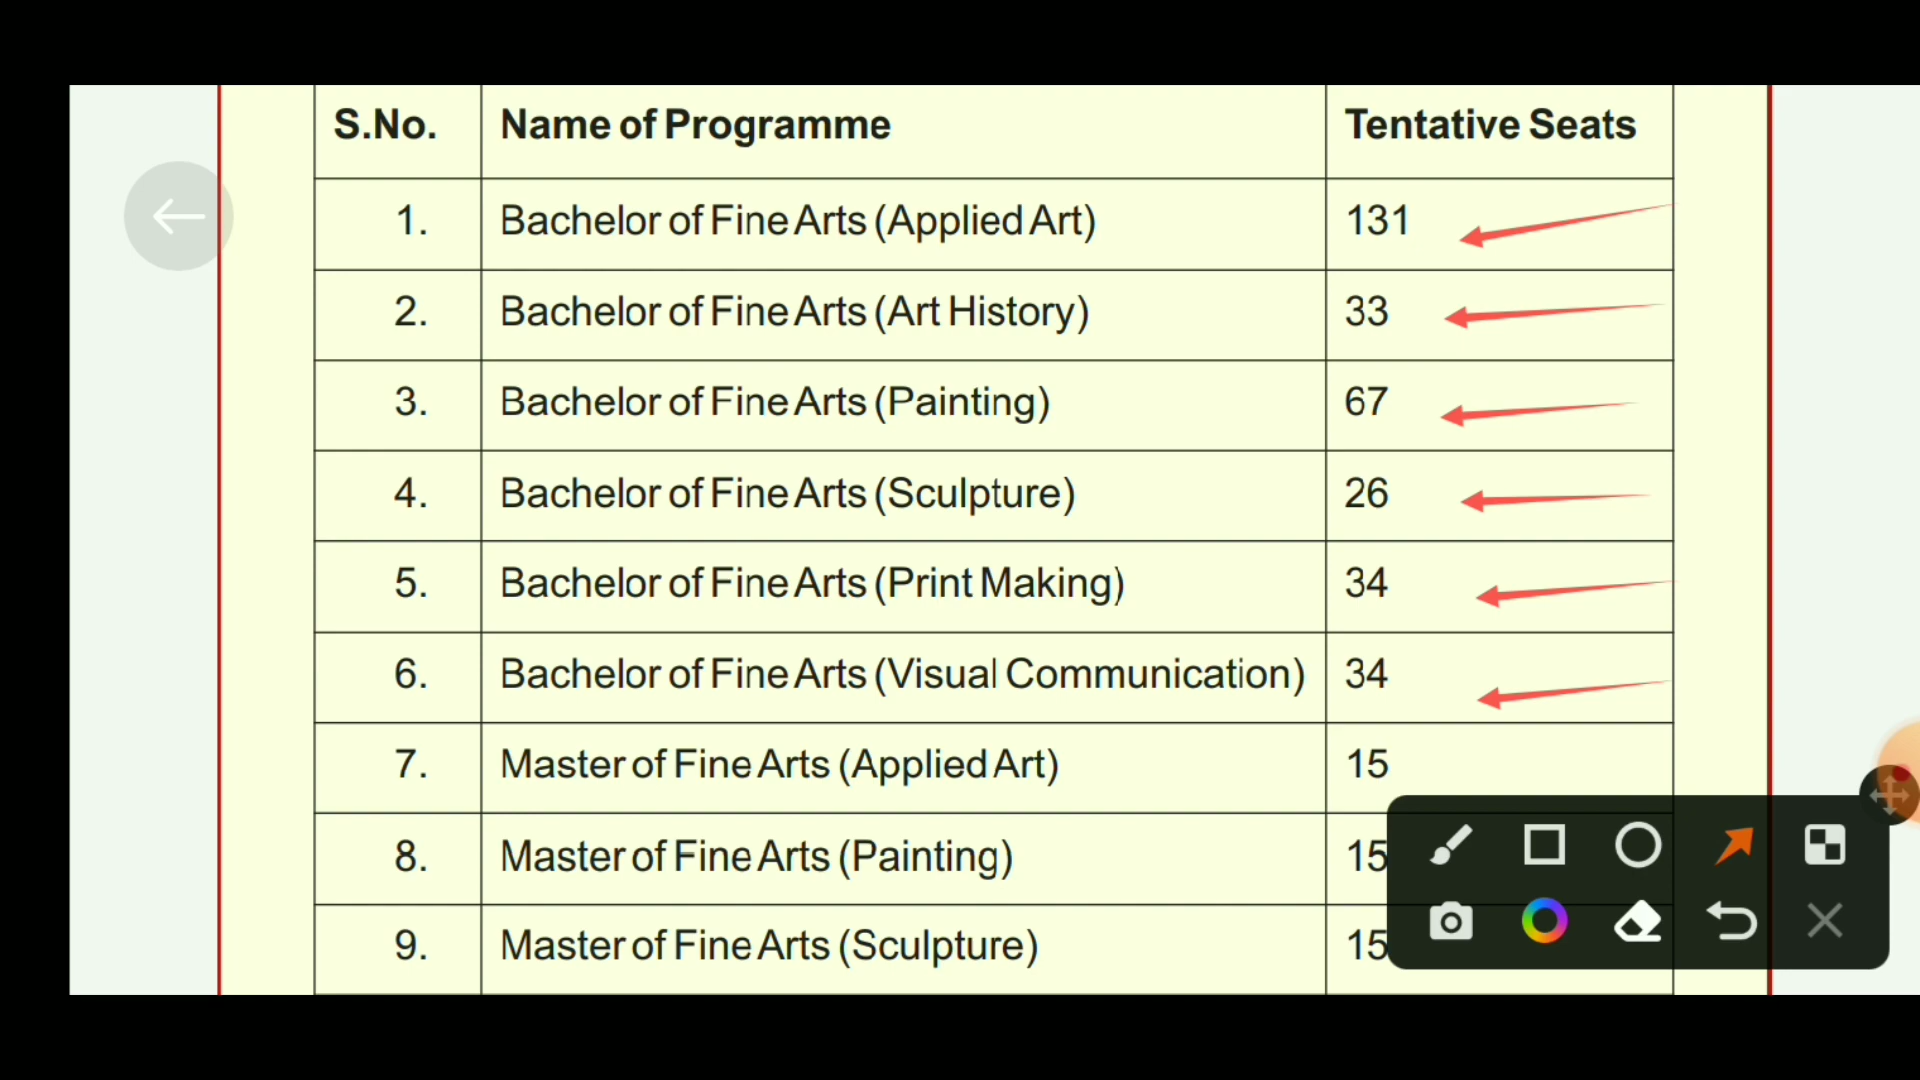 S.No. Name of Programme Tentative Seats
1. Bachelor of Fine Arts (Applied Art) 131
2. Bachelor of Fine Arts (Art History) 33
3. Bachelor of Fine Arts (Painting) 67
4. Bachelor of Fine Arts (Sculpture) 26
5. Bachelor of Fine Arts (Print Making) 34
6. Bachelor of Fine Arts (Visual Communication) 34
7. Master of Fine Arts (Applied Art) 15
8. Master of Fine Arts (Painting) 15
9. Master of Fine Arts (Sculpture) 15